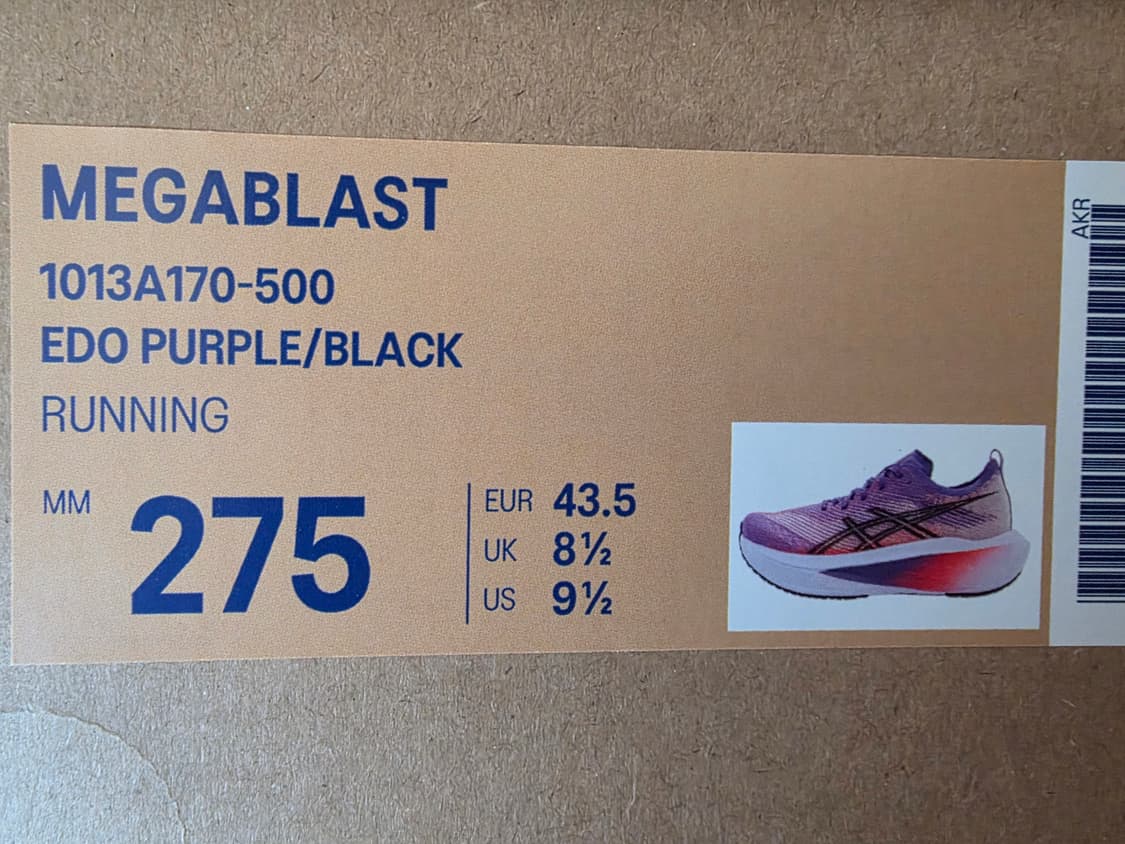 MEGABLAST
1013A170-500
EDO PURPLE/BLACK
RUNNING
MM 275
EUR 43.5
UK 8½
US 9½
AKR